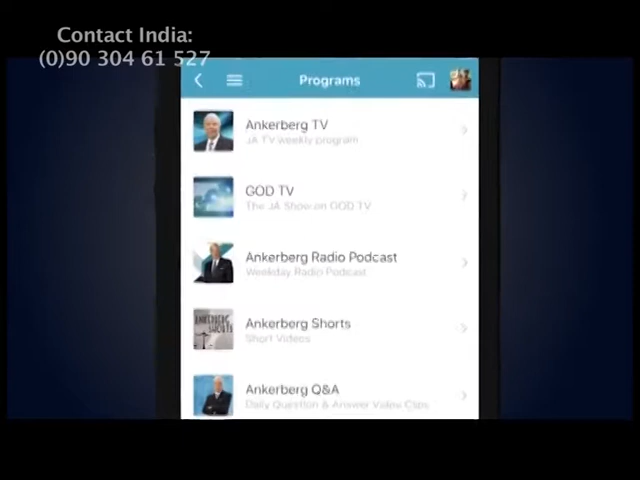 Contact India:
(0)90 304 61 527
Programs
Ankerberg TV
JA TV weekly program
GOD TV
The JA Show on GOD TV
Ankerberg Radio Podcast
Weekday Radio Podcast
ANKERBERG
SHORTS
Ankerberg Shorts
Short Videos
Ankerberg Q&A
Daily Question & Answer Video Clips